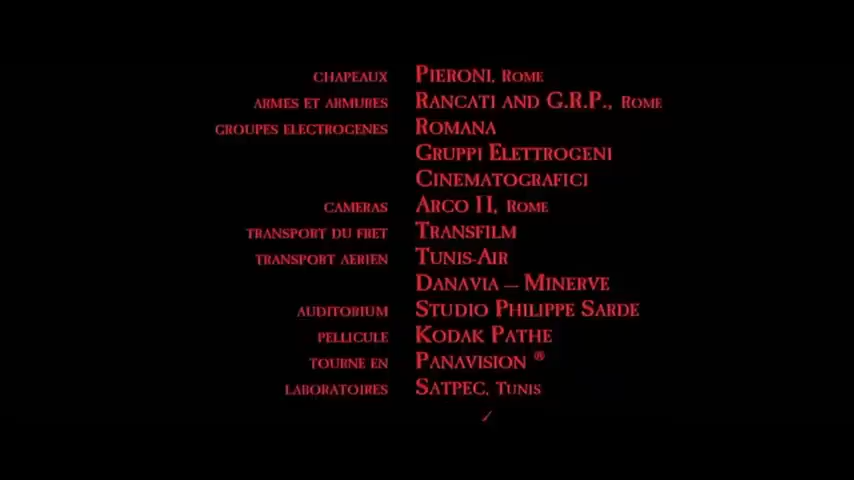 CHAPEAUX PIERONI, ROME
ARMES ET ARMURES RANCATI AND G.R.P., ROME
GROUPES ELECTROGENES ROMANA
GRUPPI ELETTROGENI
CINEMATOGRAFICI
CAMERAS ARCO II, ROME
TRANSPORT DU FRET TRANSFILM
TRANSPORT AERIEN TUNIS-AIR
DANAVIA — MINERVE
AUDITORIUM STUDIO PHILIPPE SARDE
PELLICULE KODAK PATHE
TOURNE EN PANAVISION ®
LABORATOIRES SATPEC, TUNIS